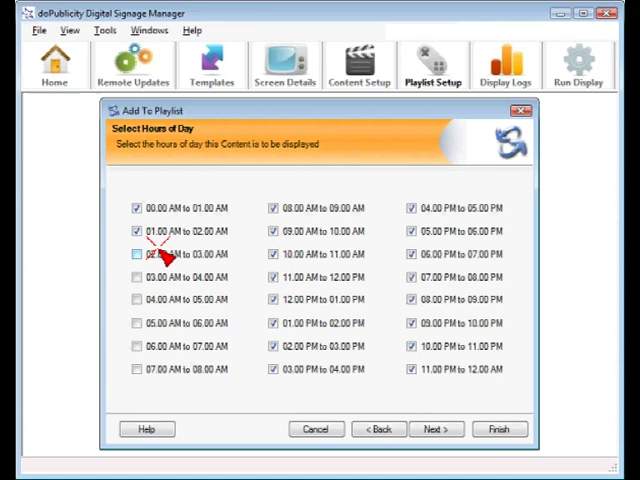 doPublicity Digital Signage Manager
File View Tools Windows Help
Home Remote Updates Templates Screen Details Content Setup Playlist Setup Display Logs Run Display
Add To Playlist
Select Hours of Day
Select the hours of day this Content is to be displayed
00.00 AM to 01.00 AM 08.00 AM to 09.00 AM 04.00 PM to 05.00 PM
01.00 AM to 02.00 AM 09.00 AM to 10.00 AM 05.00 PM to 06.00 PM
02.00 AM to 03.00 AM 10.00 AM to 11.00 AM 06.00 PM to 07.00 PM
03.00 AM to 04.00 AM 11.00 AM to 12.00 PM 07.00 PM to 08.00 PM
04.00 AM to 05.00 AM 12.00 PM to 01.00 PM 08.00 PM to 09.00 PM
05.00 AM to 06.00 AM 01.00 PM to 02.00 PM 09.00 PM to 10.00 PM
06.00 AM to 07.00 AM 02.00 PM to 03.00 PM 10.00 PM to 11.00 PM
07.00 AM to 08.00 AM 03.00 PM to 04.00 PM 11.00 PM to 12.00 AM
Help Cancel < Back Next > Finish